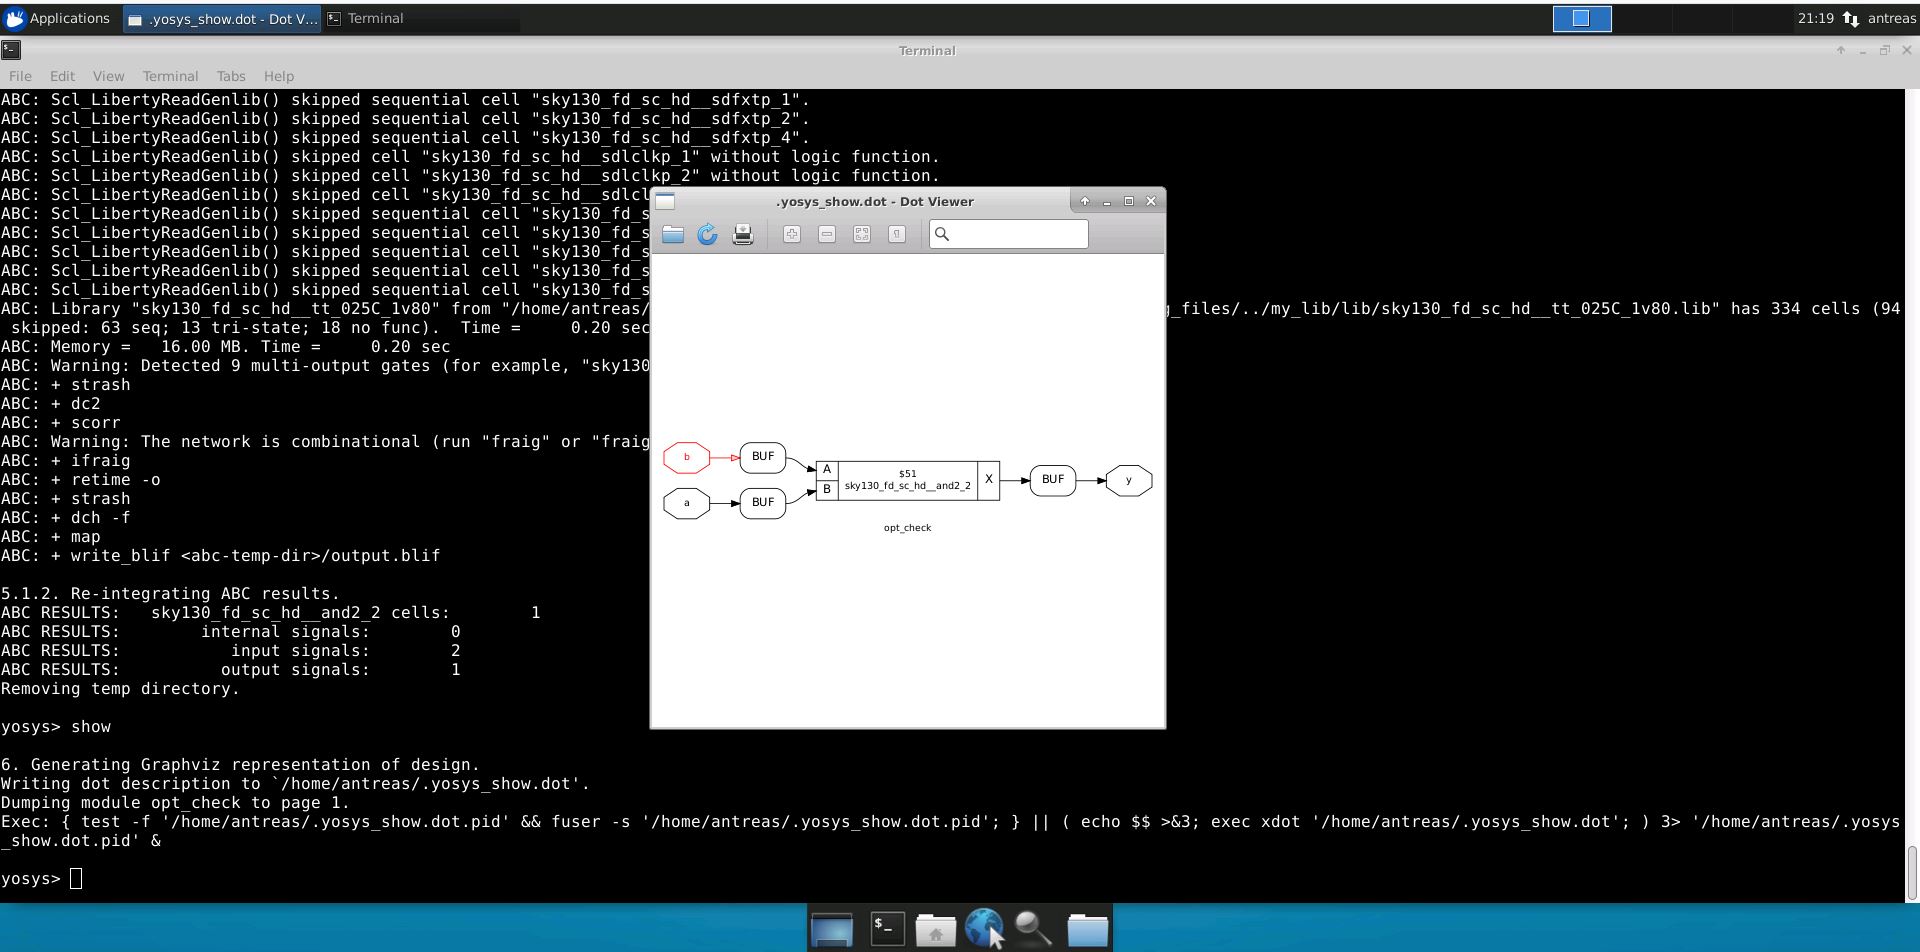 Applications
.yosys_show.dot - Dot V...
Terminal
21:19
antreas
Terminal
File Edit View Terminal Tabs Help
ABC: Scl_LibertyReadGenlib() skipped sequential cell "sky130_fd_sc_hd__sdfxtp_1".
ABC: Scl_LibertyReadGenlib() skipped sequential cell "sky130_fd_sc_hd__sdfxtp_2".
ABC: Scl_LibertyReadGenlib() skipped sequential cell "sky130_fd_sc_hd__sdfxtp_4".
ABC: Scl_LibertyReadGenlib() skipped cell "sky130_fd_sc_hd__sdlclkp_1" without logic function.
ABC: Scl_LibertyReadGenlib() skipped cell "sky130_fd_sc_hd__sdlclkp_2" without logic function.
ABC: Scl_LibertyReadGenlib() skipped cell "sky130_fd_sc_hd__sdlcl
ABC: Scl_LibertyReadGenlib() skipped sequential cell "sky130_fd_s
ABC: Scl_LibertyReadGenlib() skipped sequential cell "sky130_fd_s
ABC: Scl_LibertyReadGenlib() skipped sequential cell "sky130_fd_s
ABC: Scl_LibertyReadGenlib() skipped sequential cell "sky130_fd_s
ABC: Scl_LibertyReadGenlib() skipped sequential cell "sky130_fd_s
ABC: Library "sky130_fd_sc_hd__tt_025C_1v80" from "/home/antreas/ g_files/../my_lib/lib/sky130_fd_sc_hd__tt_025C_1v80.lib" has 334 cells (94
skipped: 63 seq; 13 tri-state; 18 no func).  Time =     0.20 sec
ABC: Memory =   16.00 MB. Time =     0.20 sec
ABC: Warning: Detected 9 multi-output gates (for example, "sky130
ABC: + strash
ABC: + dc2
ABC: + scorr
ABC: Warning: The network is combinational (run "fraig" or "fraig
ABC: + ifraig
ABC: + retime -o
ABC: + strash
ABC: + dch -f
ABC: + map
ABC: + write_blif <abc-temp-dir>/output.blif
5.1.2. Re-integrating ABC results.
ABC RESULTS:   sky130_fd_sc_hd__and2_2 cells:        1
ABC RESULTS:        internal signals:        0
ABC RESULTS:           input signals:        2
ABC RESULTS:          output signals:        1
Removing temp directory.
yosys> show
6. Generating Graphviz representation of design.
Writing dot description to `/home/antreas/.yosys_show.dot'.
Dumping module opt_check to page 1.
Exec: { test -f '/home/antreas/.yosys_show.dot.pid' && fuser -s '/home/antreas/.yosys_show.dot.pid'; } || ( echo $$ >&3; exec xdot '/home/antreas/.yosys_show.dot'; ) 3> '/home/antreas/.yosys
_show.dot.pid' &
yosys>
.yosys_show.dot - Dot Viewer
b
BUF
a
BUF
A
B
$51
sky130_fd_sc_hd__and2_2
X
BUF
y
opt_check